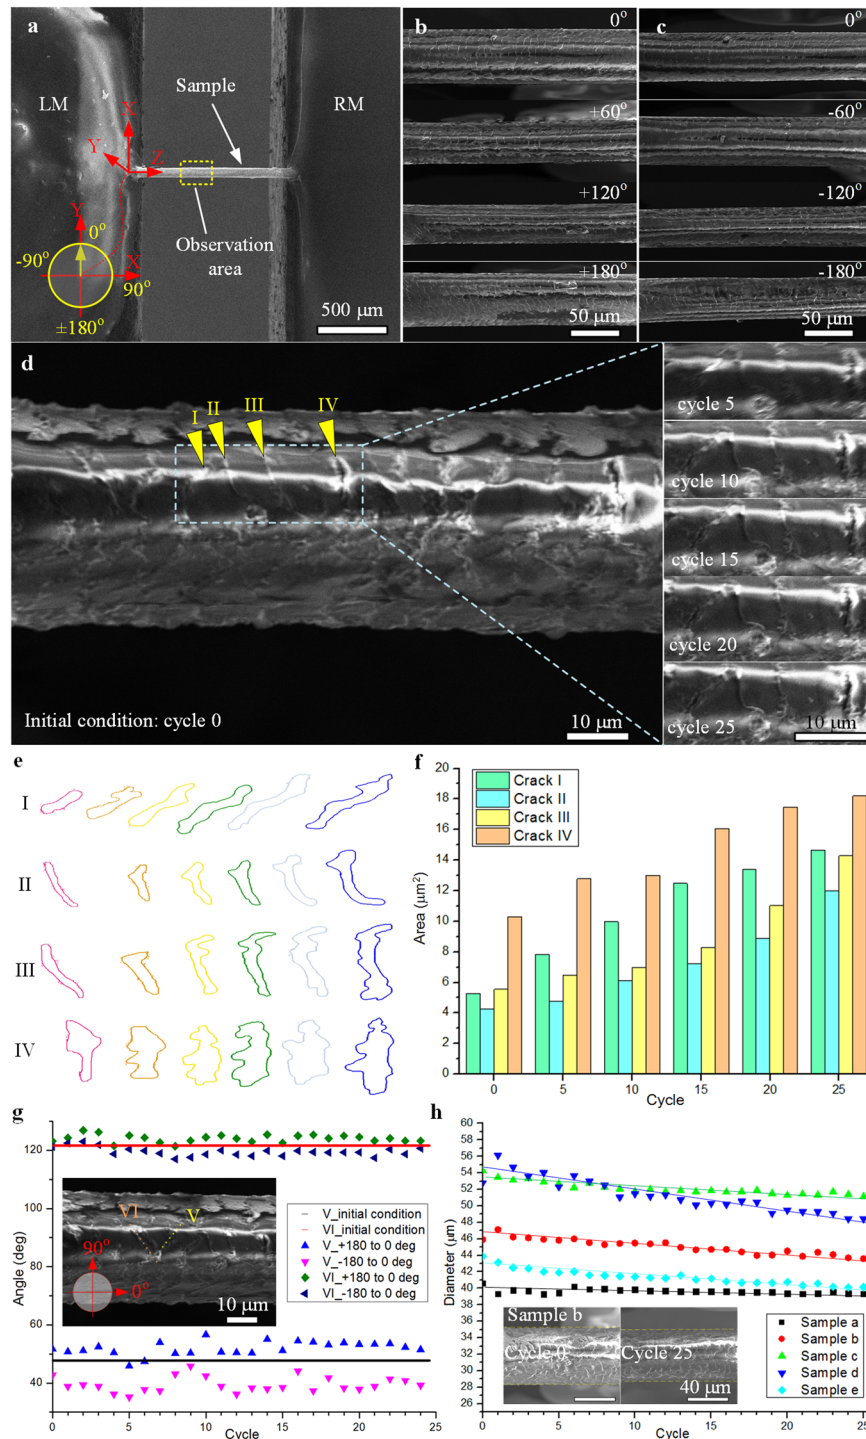 a
LM
RM
Sample
X
Y
Z
Observation
area
Y
0°
-90°
X
90°
±180°
500 µm
b
0°
+60°
+120°
+180°
50 µm
c
0°
-60°
-120°
-180°
50 µm
d
I
II
III
IV
Initial condition: cycle 0
10 µm
cycle 5
cycle 10
cycle 15
cycle 20
cycle 25
10 µm
e
I
II
III
IV
f
Crack I
Crack II
Crack III
Crack IV
Area (µm²)
20
18
16
14
12
10
8
6
4
2
0
0 5 10 15 20 25
Cycle
g
Angle (deg)
120
100
80
60
40
0 5 10 15 20 25
Cycle
VI
V
90°
0°
10 µm
V_initial condition
VI_initial condition
V_+180 to 0 deg
V_-180 to 0 deg
VI_+180 to 0 deg
VI_-180 to 0 deg
h
Diameter (µm)
60
58
56
54
52
50
48
46
44
42
40
38
36
34
32
30
28
26
0 5 10 15 20 25
Cycle
Sample b
Cycle 0
Cycle 25
40 µm
Sample a
Sample b
Sample c
Sample d
Sample e